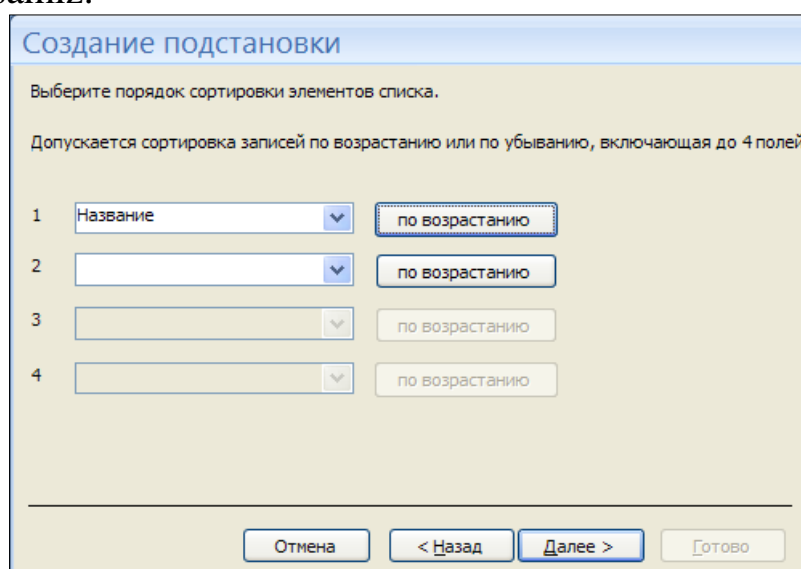 Создание подстановки
Выберите порядок сортировки элементов списка.
Допускается сортировка записей по возрастанию или по убыванию, включающая до 4 полей
1 Название по возрастанию
2 по возрастанию
3 по возрастанию
4 по возрастанию
Отмена < Назад Далее > Готово